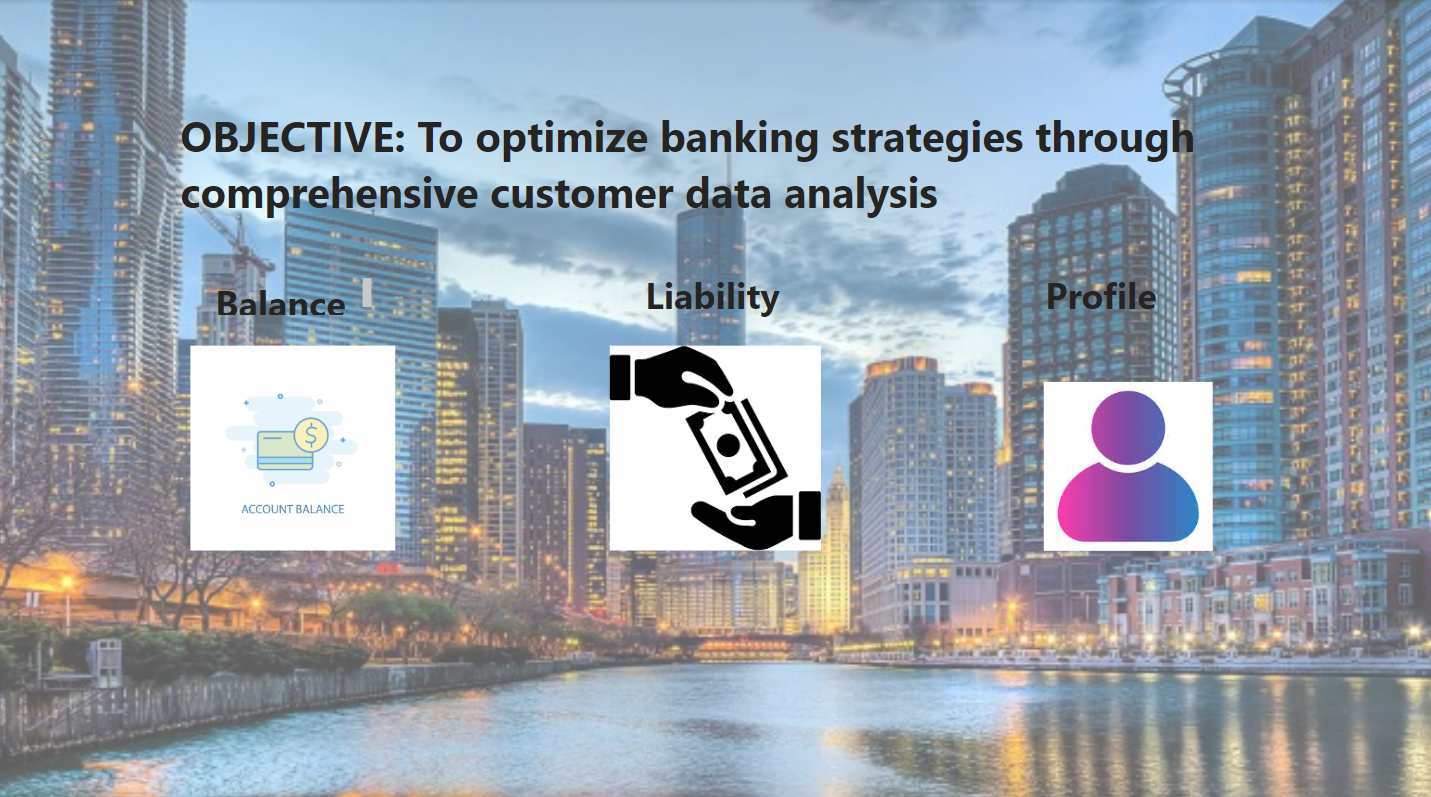 OBJECTIVE: To optimize banking strategies through
comprehensive customer data analysis
Balance
Liability
Profile
ACCOUNT BALANCE